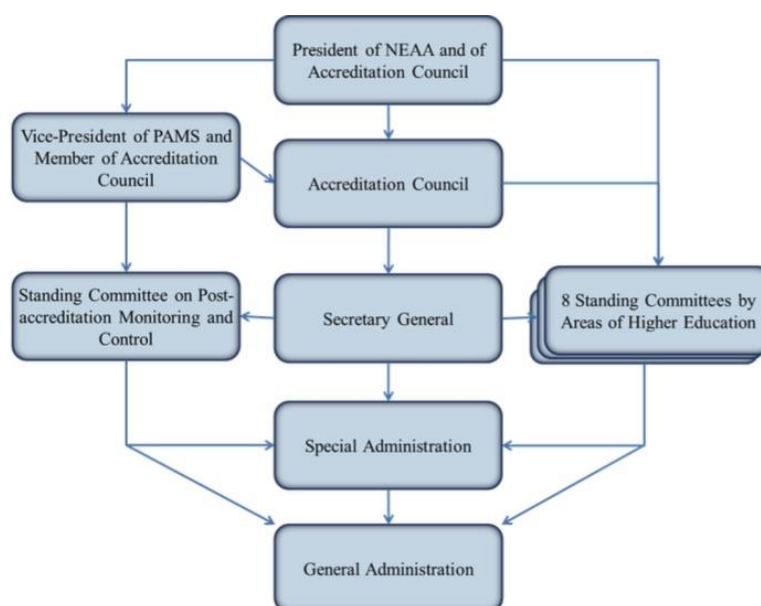 President of NEAA and of
Accreditation Council
Vice-President of PAMS and
Member of Accreditation
Council
Accreditation Council
Standing Committee on Post-
accreditation Monitoring and
Control
Secretary General
8 Standing Committees by
Areas of Higher Education
Special Administration
General Administration